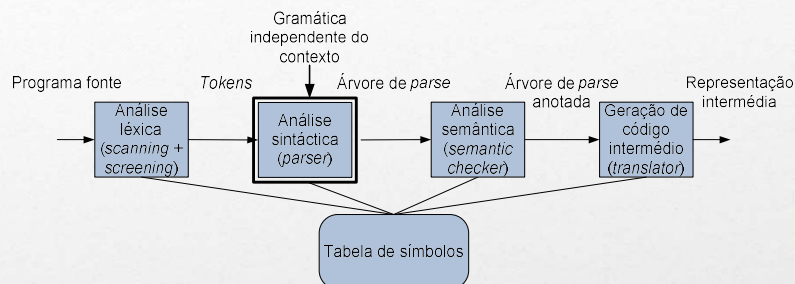 Gramática
independente do
contexto
Programa fonte
Tokens
Árvore de parse
Árvore de parse
anotada
Representação
intermédia
Análise
léxica
(scanning +
screening)
Análise
sintáctica
(parser)
Análise
semântica
(semantic
checker)
Geração de
código
intermédio
(translator)
Tabela de símbolos